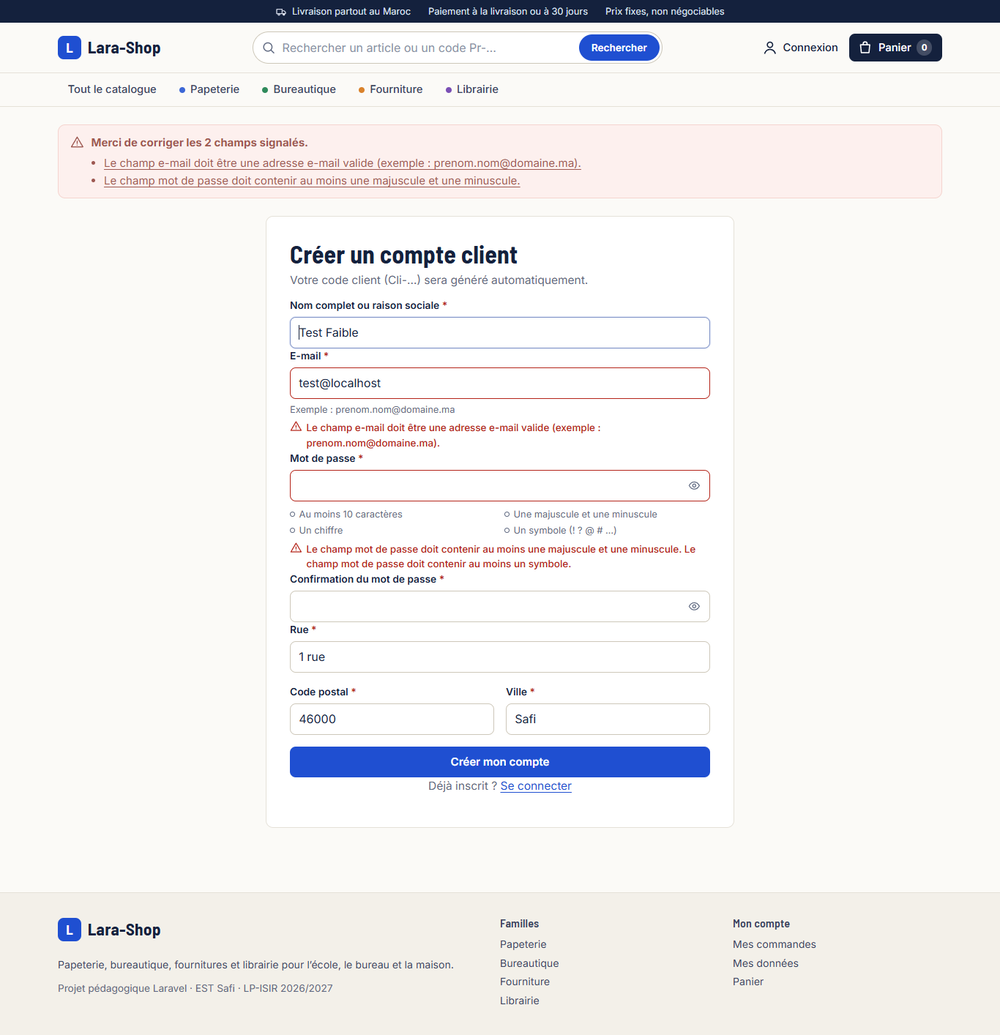 Livraison partout au Maroc Paiement à la livraison ou à 30 jours Prix fixes, non négociables
L Lara-Shop Rechercher un article ou un code Pr-... Rechercher Connexion Panier 0
Tout le catalogue Papeterie Bureautique Fourniture Librairie
Merci de corriger les 2 champs signalés.
• Le champ e-mail doit être une adresse e-mail valide (exemple : prenom.nom@domaine.ma).
• Le champ mot de passe doit contenir au moins une majuscule et une minuscule.
Créer un compte client
Votre code client (Cli-...) sera généré automatiquement.
Nom complet ou raison sociale *
Test Faible
E-mail *
test@localhost
Exemple : prenom.nom@domaine.ma
Le champ e-mail doit être une adresse e-mail valide (exemple :
prenom.nom@domaine.ma).
Mot de passe *
Au moins 10 caractères Une majuscule et une minuscule
Un chiffre Un symbole (! ? @ # ...)
Le champ mot de passe doit contenir au moins une majuscule et une minuscule. Le
champ mot de passe doit contenir au moins un symbole.
Confirmation du mot de passe *
Rue *
1 rue
Code postal * Ville *
46000 Safi
Créer mon compte
Déjà inscrit ? Se connecter
L Lara-Shop
Papeterie, bureautique, fournitures et librairie pour l'école, le bureau et la maison.
Projet pédagogique Laravel · EST Safi · LP-ISIR 2026/2027
Familles
Papeterie
Bureautique
Fourniture
Librairie
Mon compte
Mes commandes
Mes données
Panier